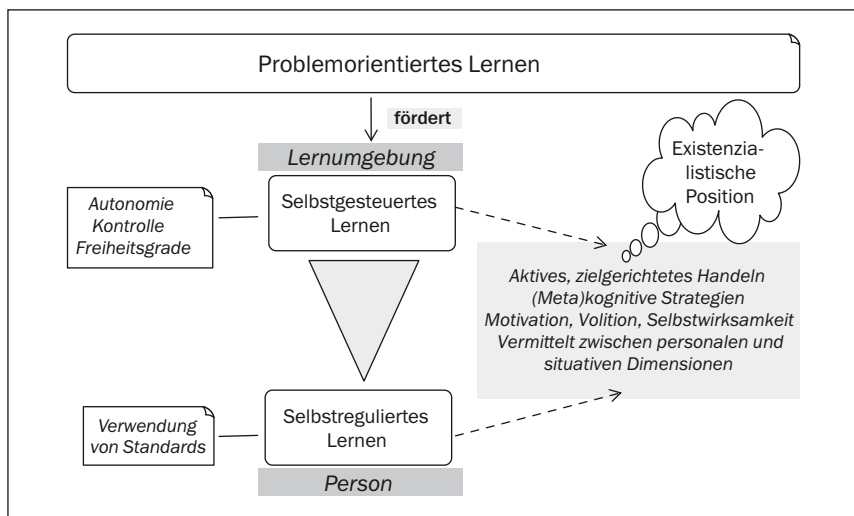 Problemorientiertes Lernen
fördert
Lernumgebung
Existenzia-
listische
Position
Autonomie
Kontrolle
Freiheitsgrade
Selbstgesteuertes
Lernen
Aktives, zielgerichtetes Handeln
(Meta)kognitive Strategien
Motivation, Volition, Selbstwirksamkeit
Vermittelt zwischen personalen und
situativen Dimensionen
Verwendung
von Standards
Selbstreguliertes
Lernen
Person